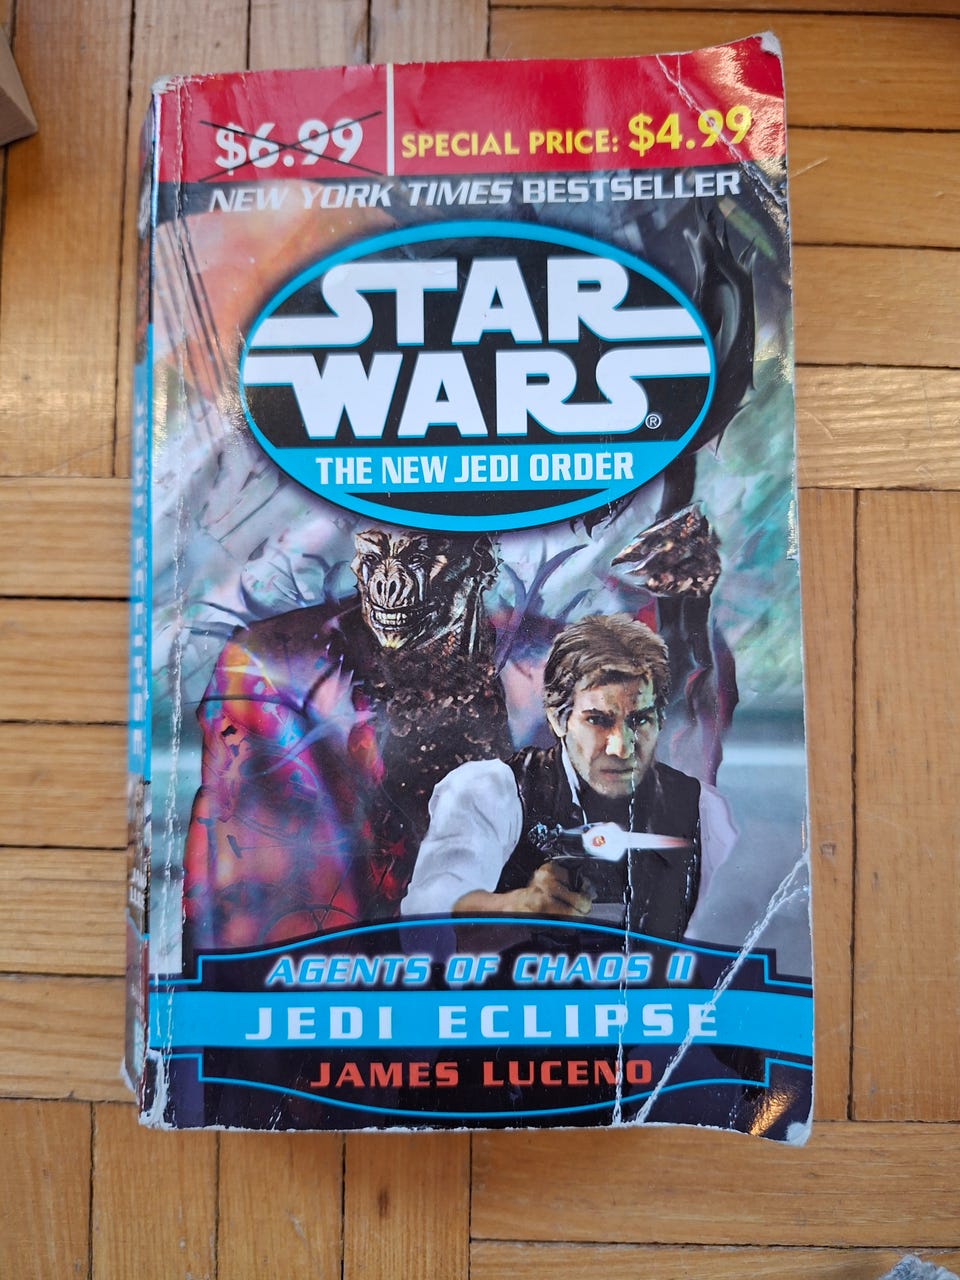 $6.99
SPECIAL PRICE: $4.99
NEW YORK TIMES BESTSELLER
STAR
WARS®
THE NEW JEDI ORDER
AGENTS OF CHAOS II
JEDI ECLIPSE
JAMES LUCENO